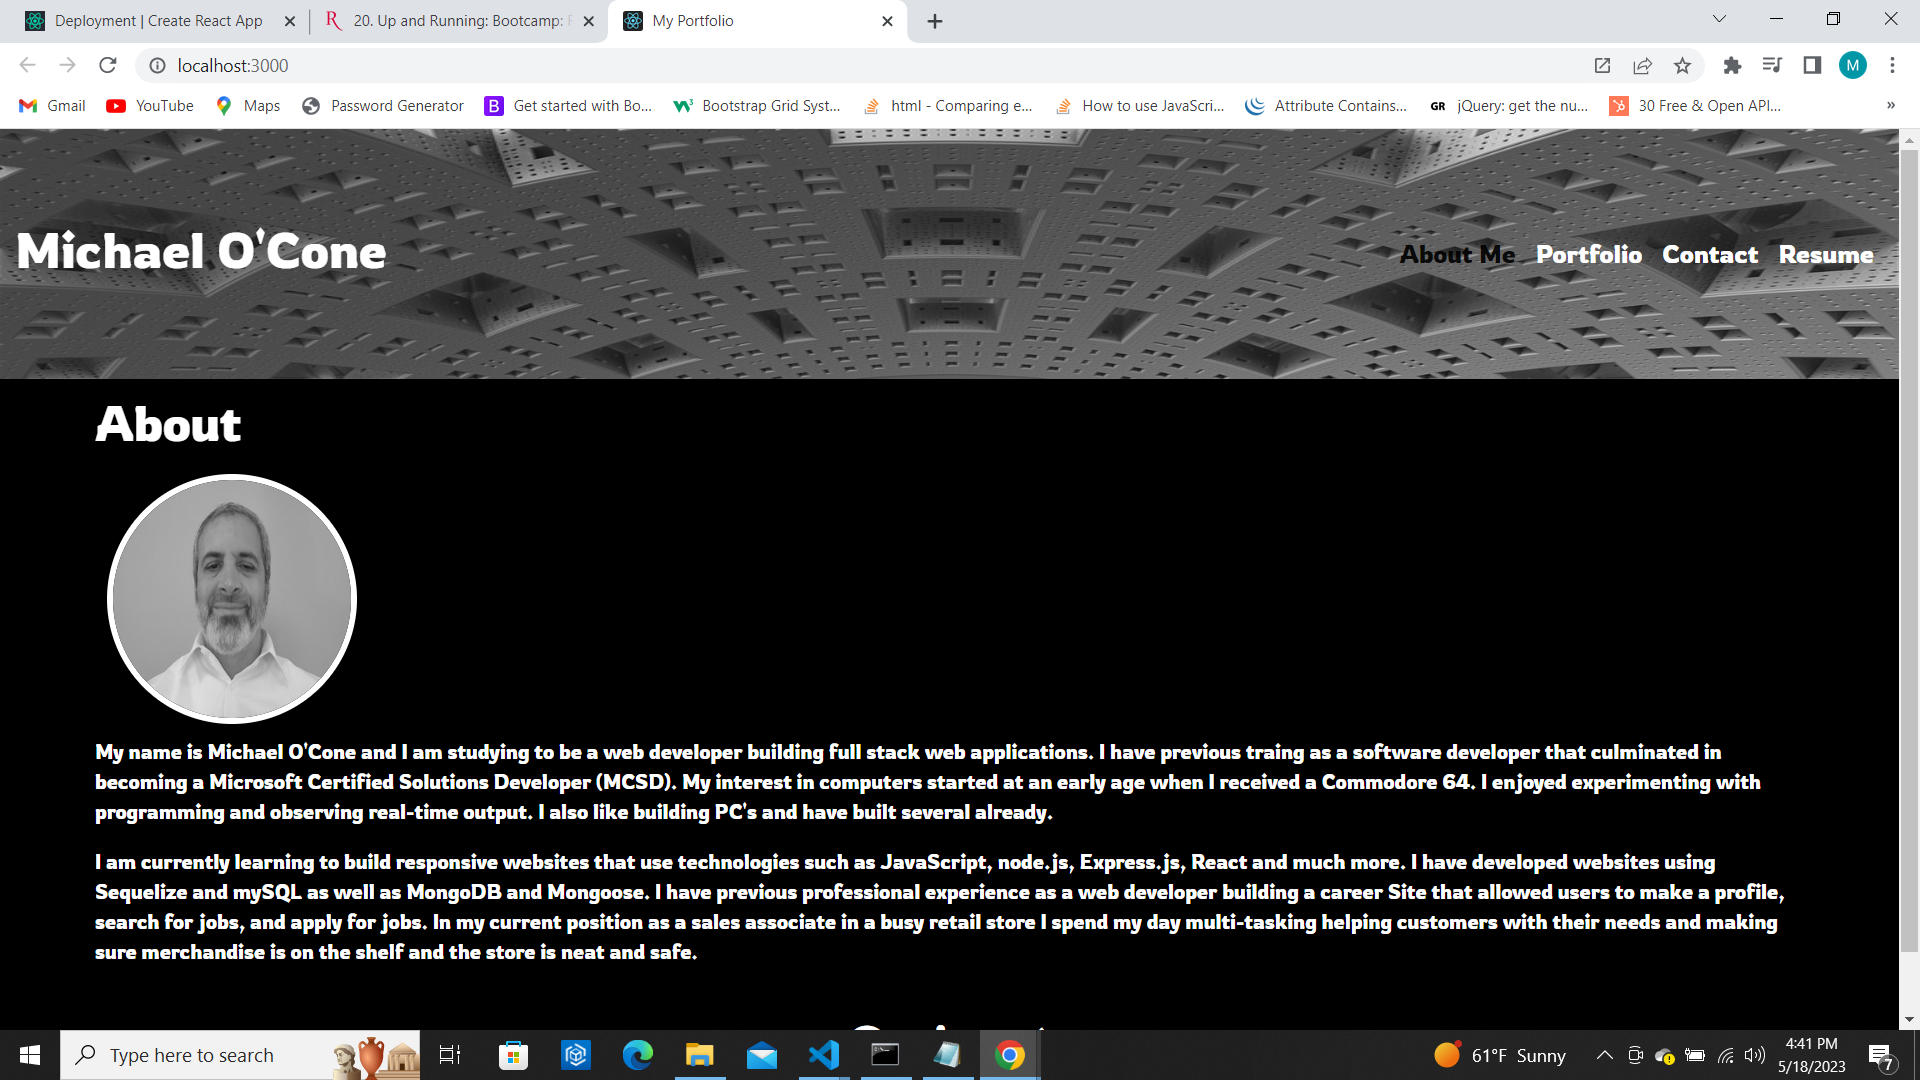 Deployment | Create React App
20. Up and Running: Bootcamp:
My Portfolio
localhost:3000
M
Gmail
YouTube
Maps
Password Generator
B
Get started with Bo...
Bootstrap Grid Syst...
html - Comparing e...
How to use JavaScri...
Attribute Contains...
GR
jQuery: get the nu...
30 Free & Open API...
»
Michael O'Cone
About Me Portfolio Contact Resume
About
My name is Michael O'Cone and I am studying to be a web developer building full stack web applications. I have previous traing as a software developer that culminated in
becoming a Microsoft Certified Solutions Developer (MCSD). My interest in computers started at an early age when I received a Commodore 64. I enjoyed experimenting with
programming and observing real-time output. I also like building PC's and have built several already.
I am currently learning to build responsive websites that use technologies such as JavaScript, node.js, Express.js, React and much more. I have developed websites using
Sequelize and mySQL as well as MongoDB and Mongoose. I have previous professional experience as a web developer building a career Site that allowed users to make a profile,
search for jobs, and apply for jobs. In my current position as a sales associate in a busy retail store I spend my day multi-tasking helping customers with their needs and making
sure merchandise is on the shelf and the store is neat and safe.
Type here to search
61°F Sunny
4:41 PM
5/18/2023
7